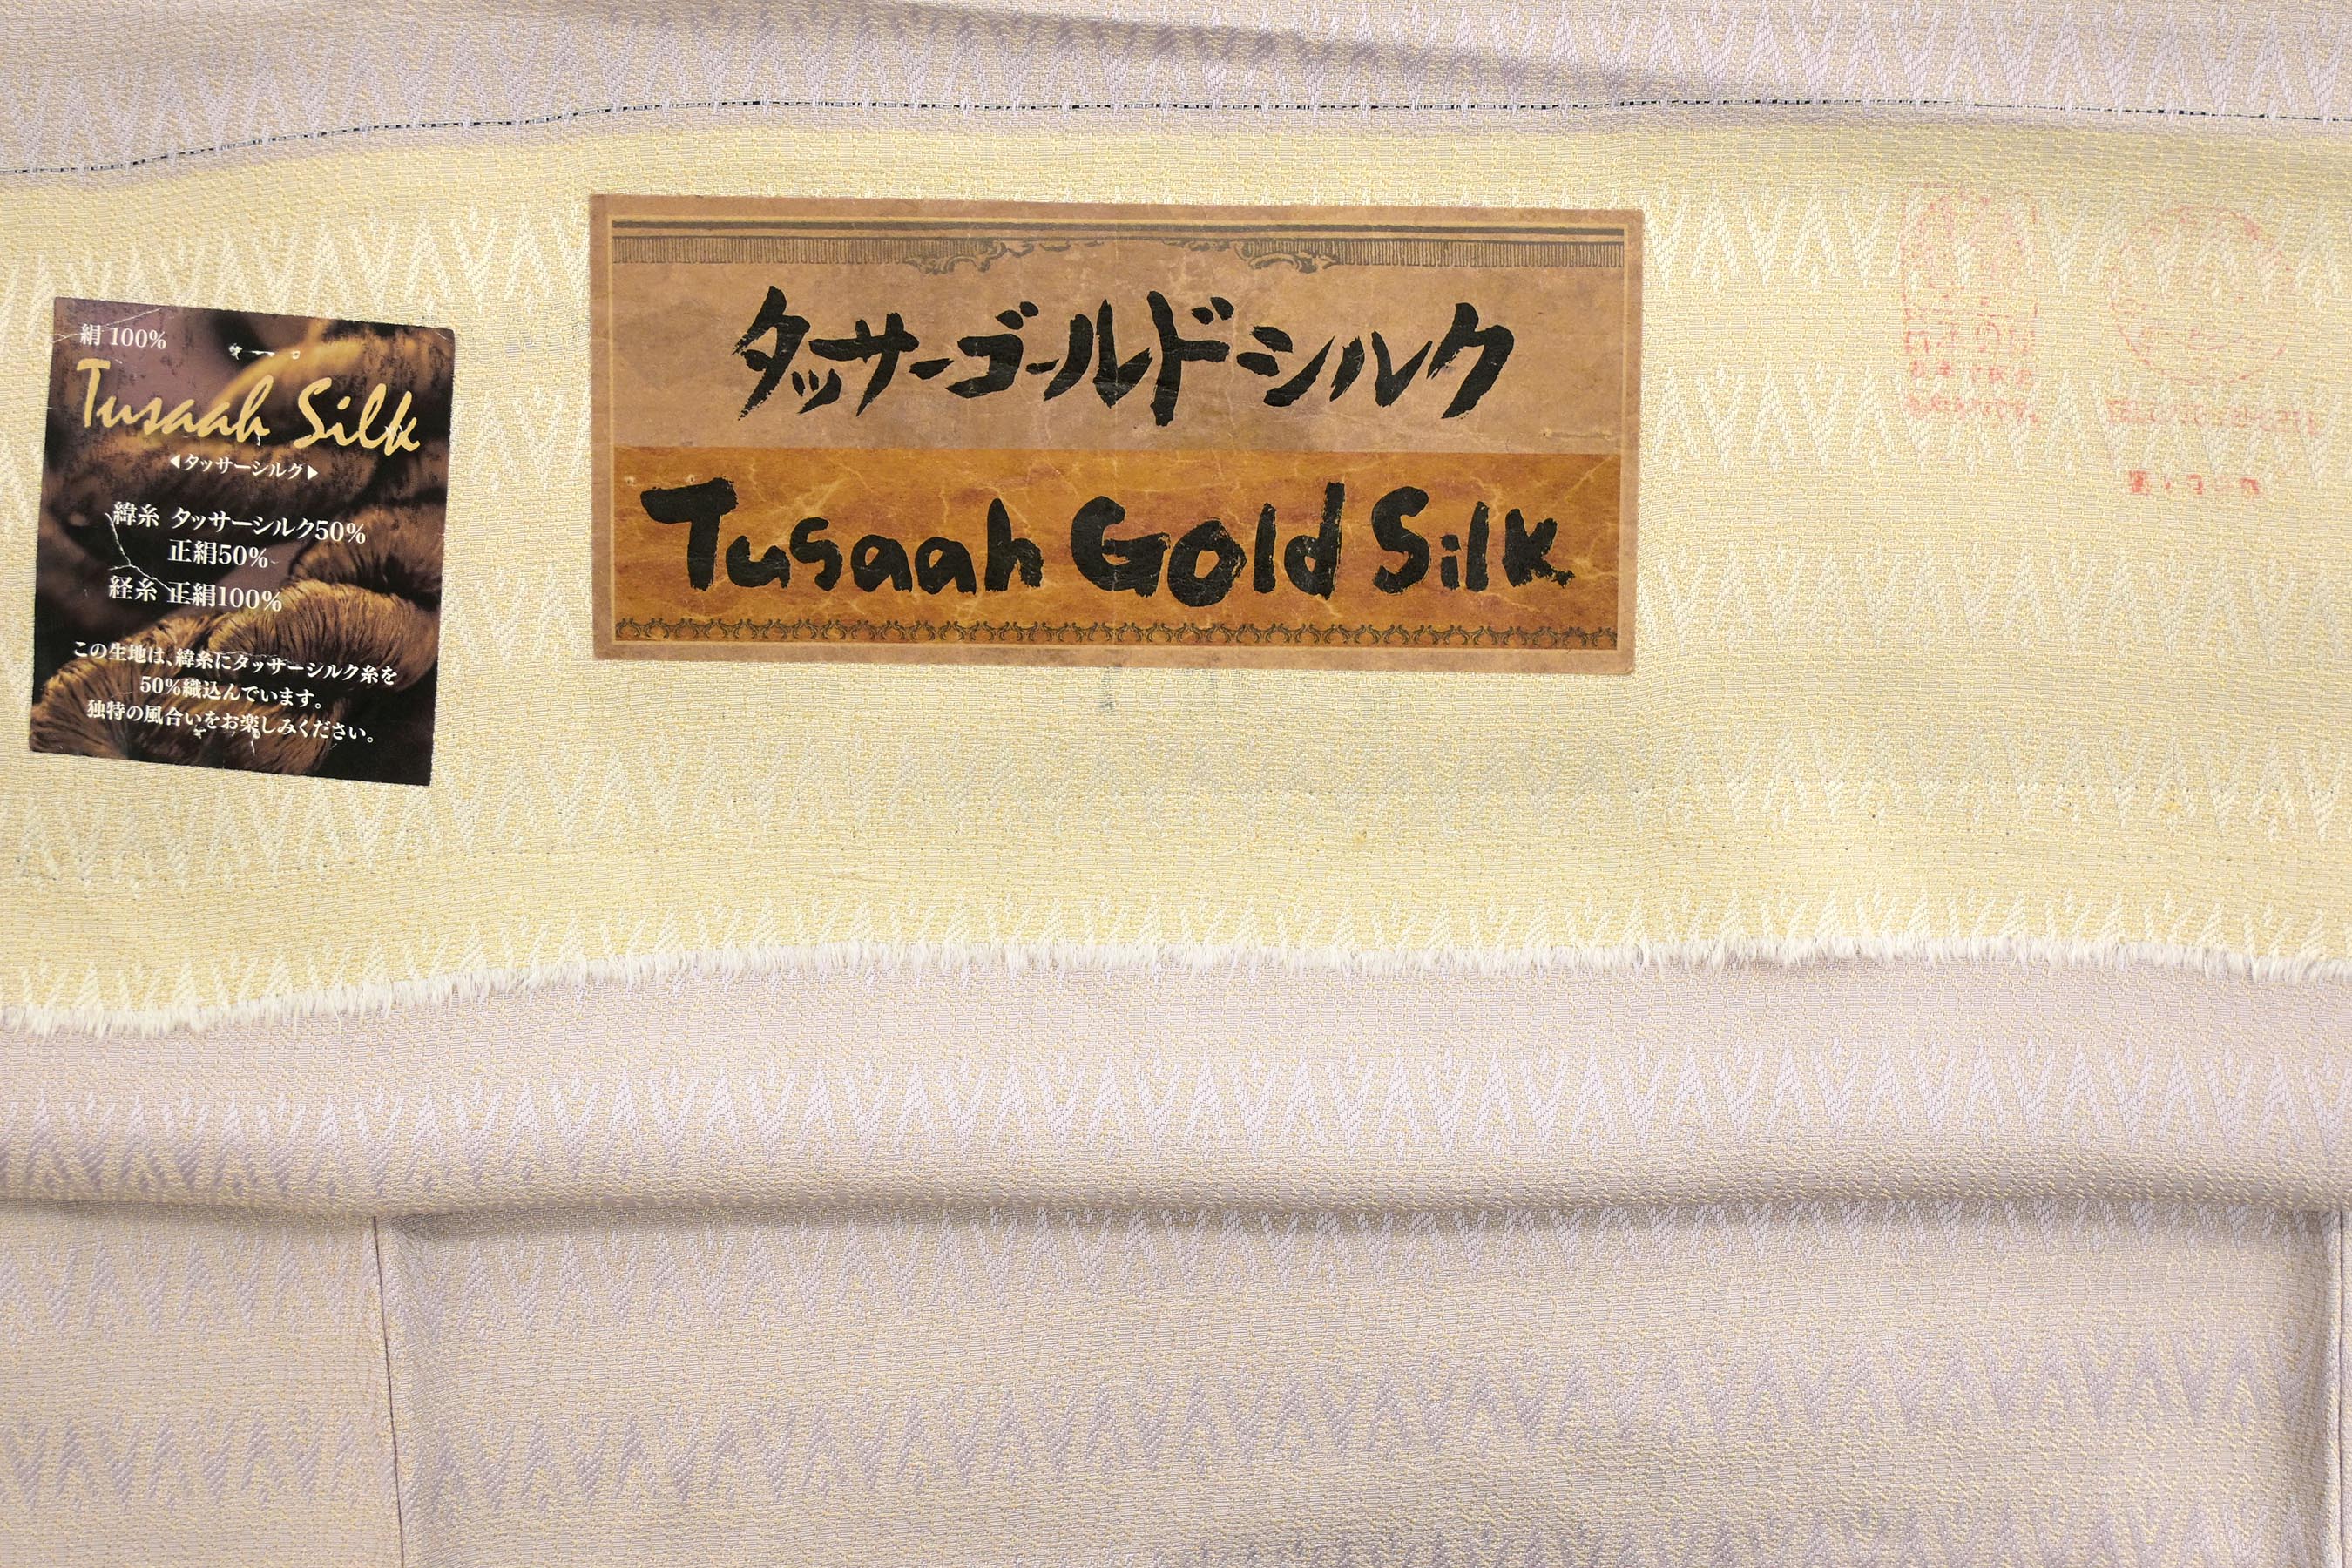 絹 100%
Tusaah Silk
◀タッサーシルク▶
緯糸 タッサーシルク50%
正絹50%
経糸 正絹100%
この生地は、緯糸にタッサーシルク糸を
50%織込んでいます。
独特の風合いをお楽しみください。
タッサーゴールドシルク
Tusaah Gold Silk